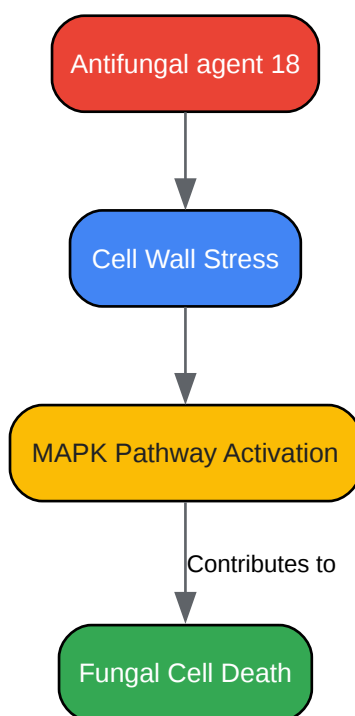 Antifungal agent 18
Cell Wall Stress
MAPK Pathway Activation
Contributes to
Fungal Cell Death